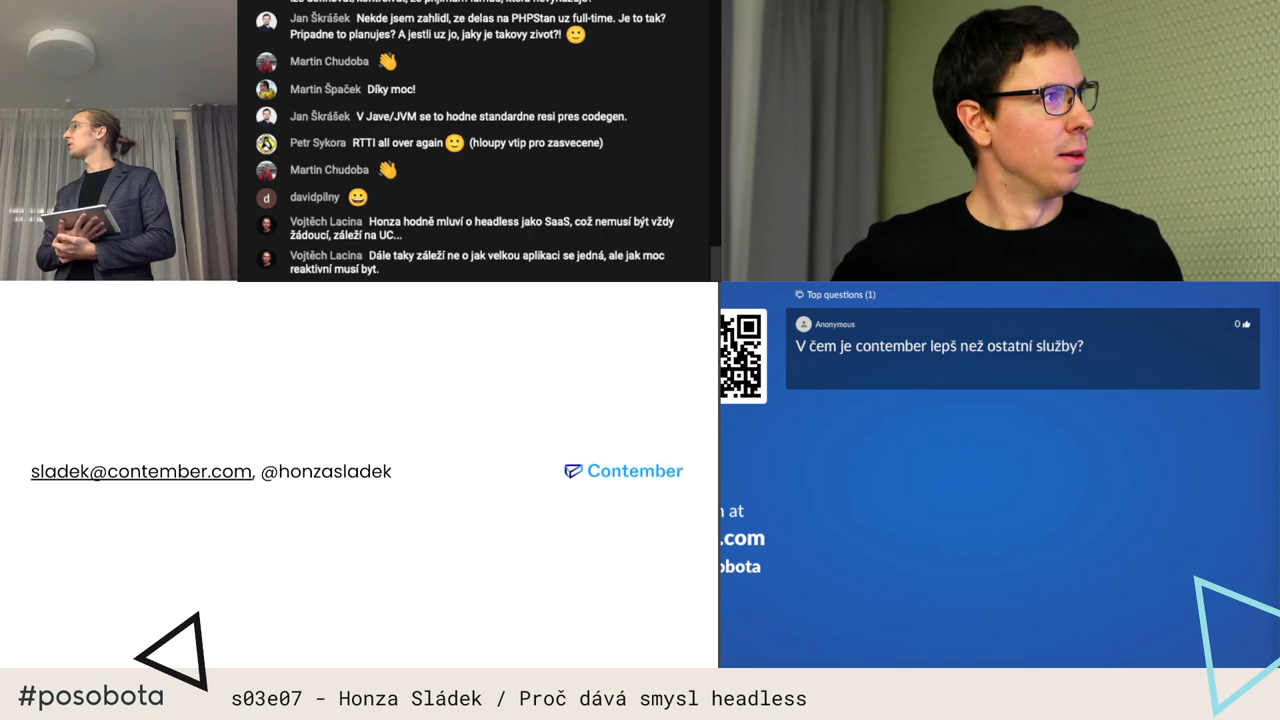 Jan Škrášek Nekde jsem zahlidl, ze delas na PHPStan uz full-time. Je to tak?
Pripadne to planujes? A jestli uz jo, jaky je takovy zivot?! 🙂
Martin Chudoba 👋
Martin Špaček Díky moc!
Jan Škrášek V Jave/JVM se to hodne standardne resi pres codegen.
Petr Sykora RTTI all over again 🙂 (hloupy vtip pro zasvecene)
Martin Chudoba 👋
d davidpilny 😀
Vojtěch Lacina Honza hodně mluví o headless jako SaaS, což nemusí být vždy
žádoucí, záleží na UC...
Vojtěch Lacina Dále taky záleží ne o jak velkou aplikaci se jedná, ale jak moc
reaktivní musí byt.
Top questions (1)
Anonymous
0
V čem je contember lepš než ostatní služby?
sladek@contember.com, @honzasladek
Contember
at
.com
obota
#posobota
s03e07 - Honza Sládek / Proč dává smysl headless